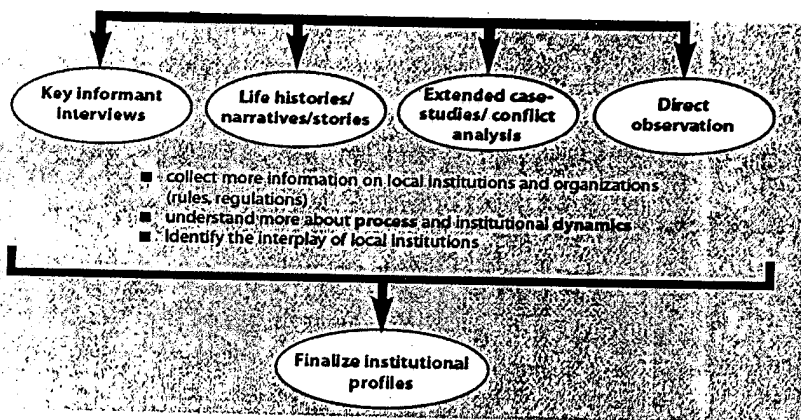 Key informant
interviews
Life histories/
narratives/stories
Extended case-
studies/ conflict
analysis
Direct
observation
■ collect more information on local institutions and organizations
(rules, regulations)
■ understand more about process and institutional dynamics
■ Identify the interplay of local institutions
Finalize institutional
profiles